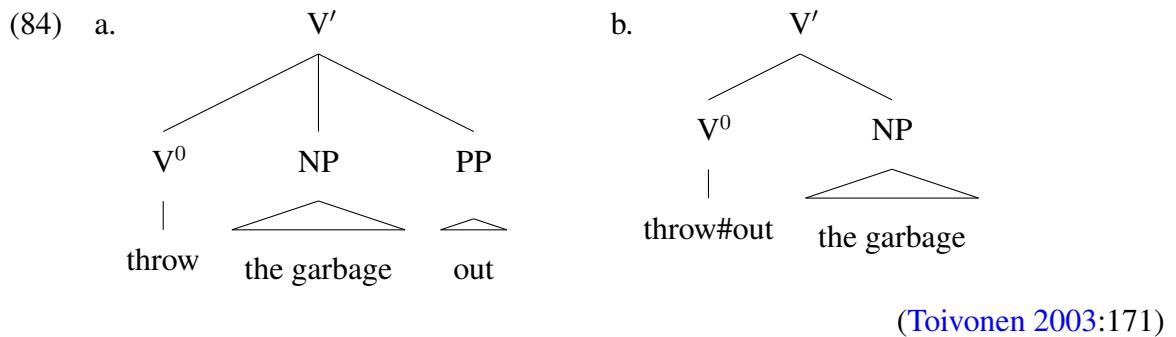 (84) a. V′ b. V′
V⁰ NP PP V⁰ NP
throw the garbage out throw#out the garbage
(Toivonen 2003:171)